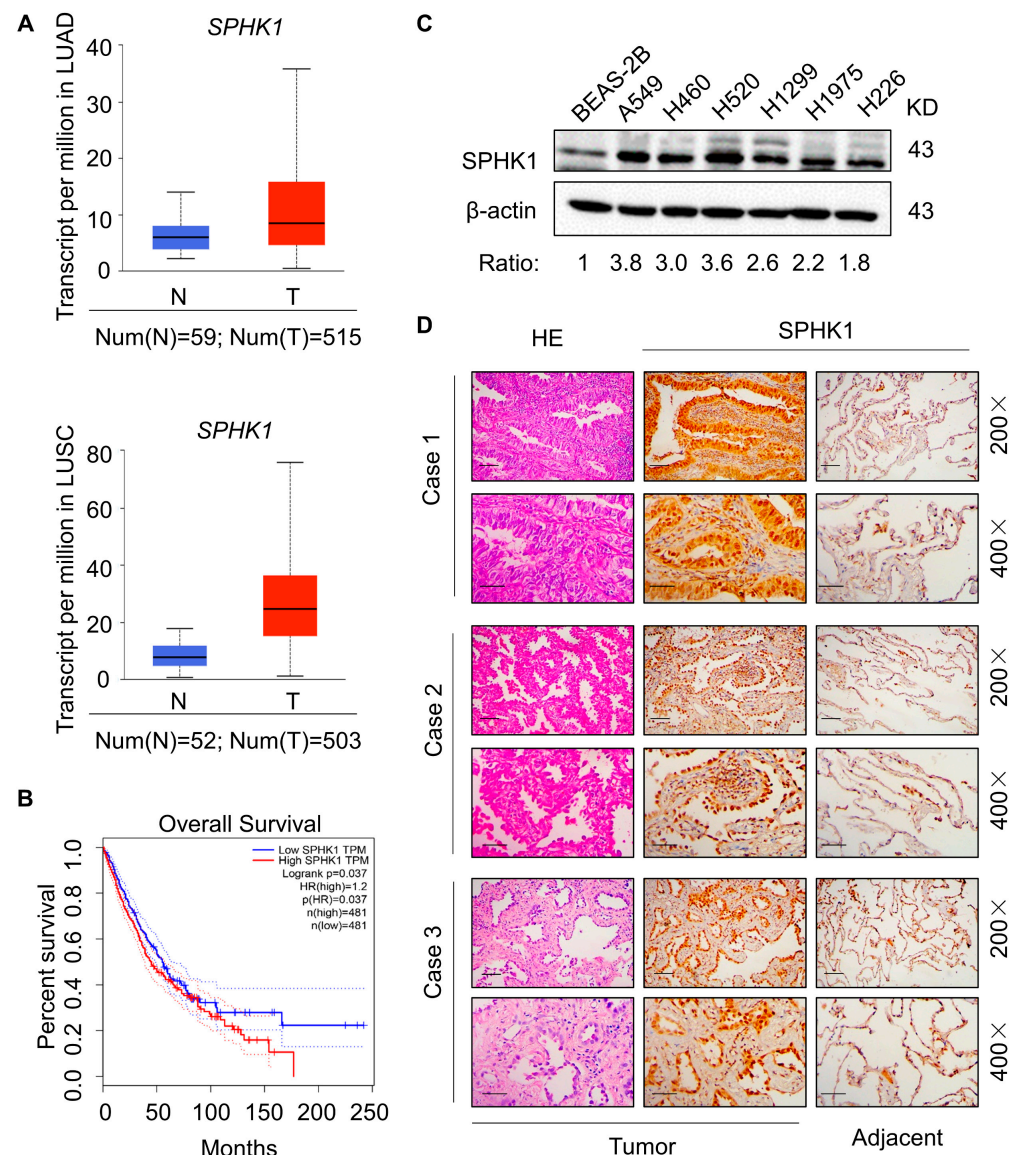 A
SPHK1
Transcript per million in LUAD
40
30
20
10
0
N T
Num(N)=59; Num(T)=515
SPHK1
Transcript per million in LUSC
80
60
40
20
0
N T
Num(N)=52; Num(T)=503
B
Overall Survival
Low SPHK1 TPM
High SPHK1 TPM
Logrank p=0.037
HR(high)=1.2
p(HR)=0.037
n(high)=481
n(low)=481
Percent survival
1.0
0.8
0.6
0.4
0.2
0.0
0 50 100 150 200 250
Months
C
BEAS-2B A549 H460 H520 H1299 H1975 H226 KD
SPHK1 43
β-actin 43
Ratio: 1 3.8 3.0 3.6 2.6 2.2 1.8
D
HE SPHK1
Case 1
200×
400×
Case 2
200×
400×
Case 3
200×
400×
Tumor Adjacent